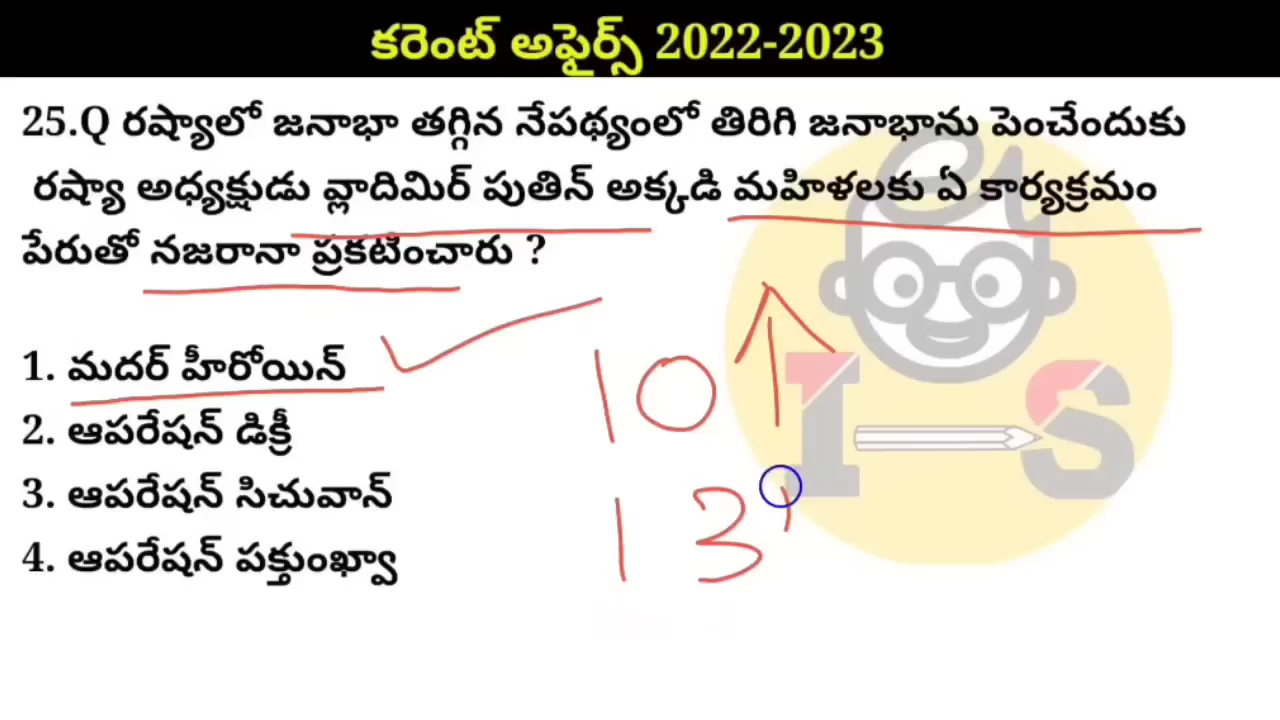 కరెంట్ అఫైర్స్ 2022-2023
25.Q రష్యాలో జనాభా తగ్గిన నేపథ్యంలో తిరిగి జనాభాను పెంచేందుకు
రష్యా అధ్యక్షుడు వ్లాదిమిర్ పుతిన్ అక్కడి మహిళలకు ఏ కార్యక్రమం
పేరుతో నజరానా ప్రకటించారు ?
1. మదర్ హీరోయిన్
10
2. ఆపరేషన్ డిక్రీ
I S
3. ఆపరేషన్ సిచువాన్
13
4. ఆపరేషన్ పక్తుంఖ్వా